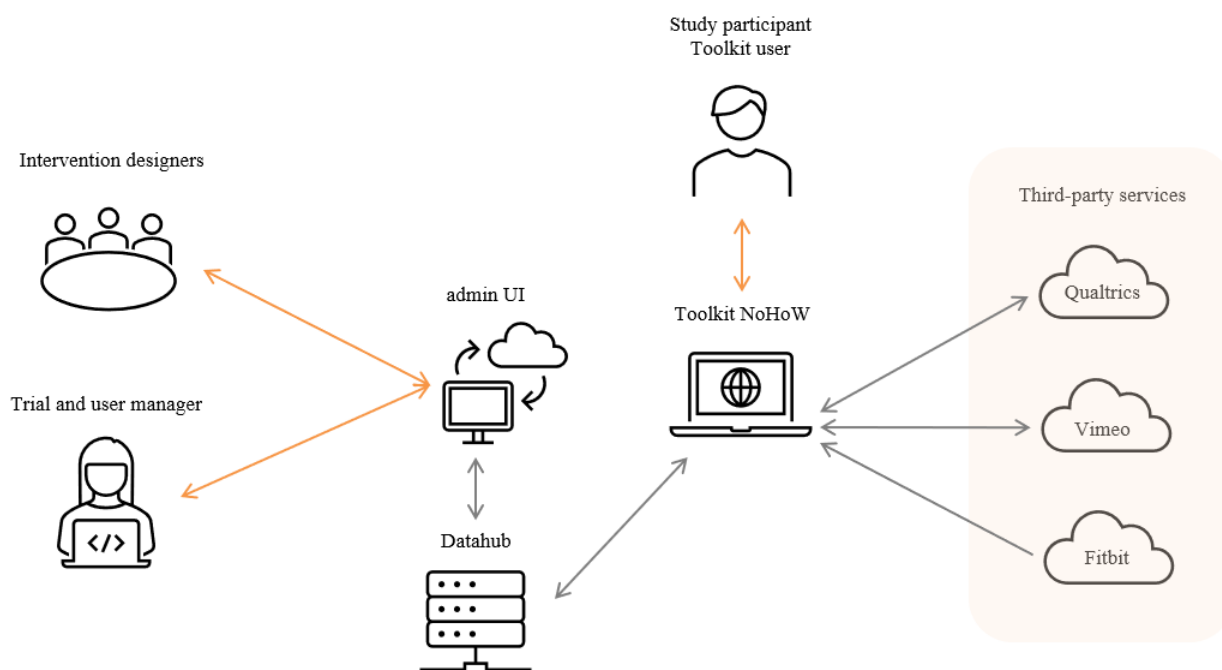 Study participant
Toolkit user
Intervention designers
Third-party services
admin UI
Toolkit NoHoW
Qualtrics
Trial and user manager
Vimeo
</>
Datahub
Fitbit